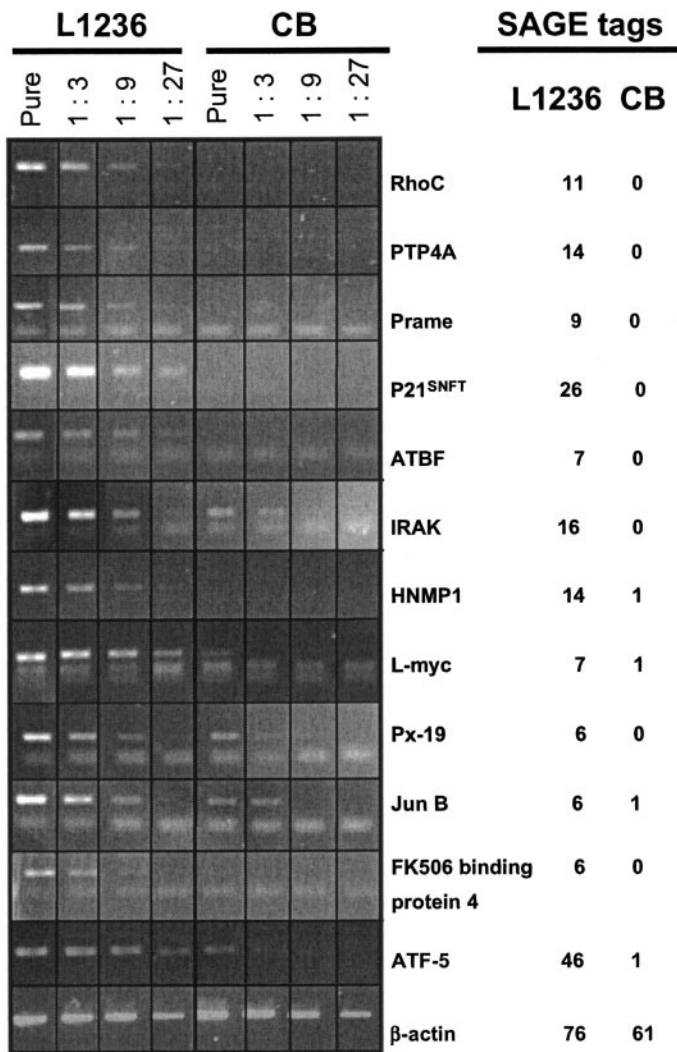 L1236 CB SAGE tags
Pure 1 : 3 1 : 9 1 : 27 Pure 1 : 3 1 : 9 1 : 27 L1236 CB
RhoC 11 0
PTP4A 14 0
Prame 9 0
P21SNFT 26 0
ATBF 7 0
IRAK 16 0
HNMP1 14 1
L-myc 7 1
Px-19 6 0
Jun B 6 1
FK506 binding 6 0
protein 4
ATF-5 46 1
β-actin 76 61